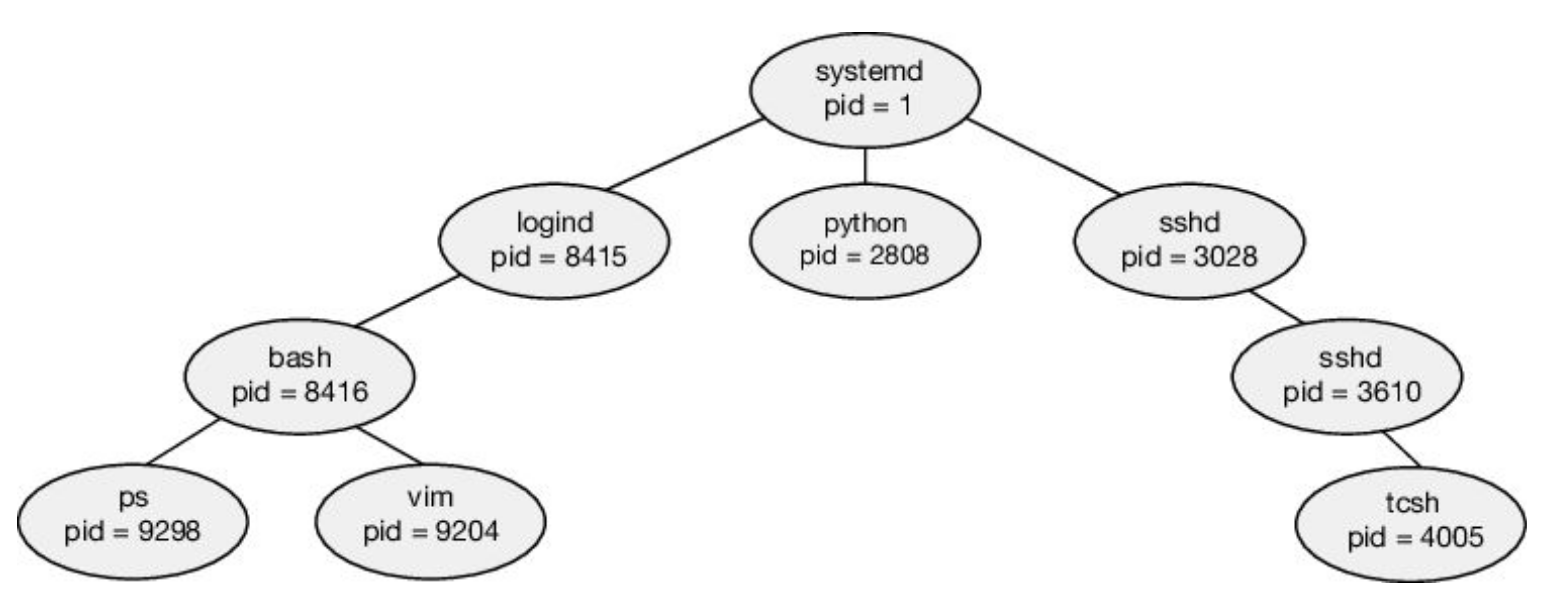 systemd
pid = 1
logind
pid = 8415
python
pid = 2808
sshd
pid = 3028
bash
pid = 8416
sshd
pid = 3610
ps
pid = 9298
vim
pid = 9204
tcsh
pid = 4005